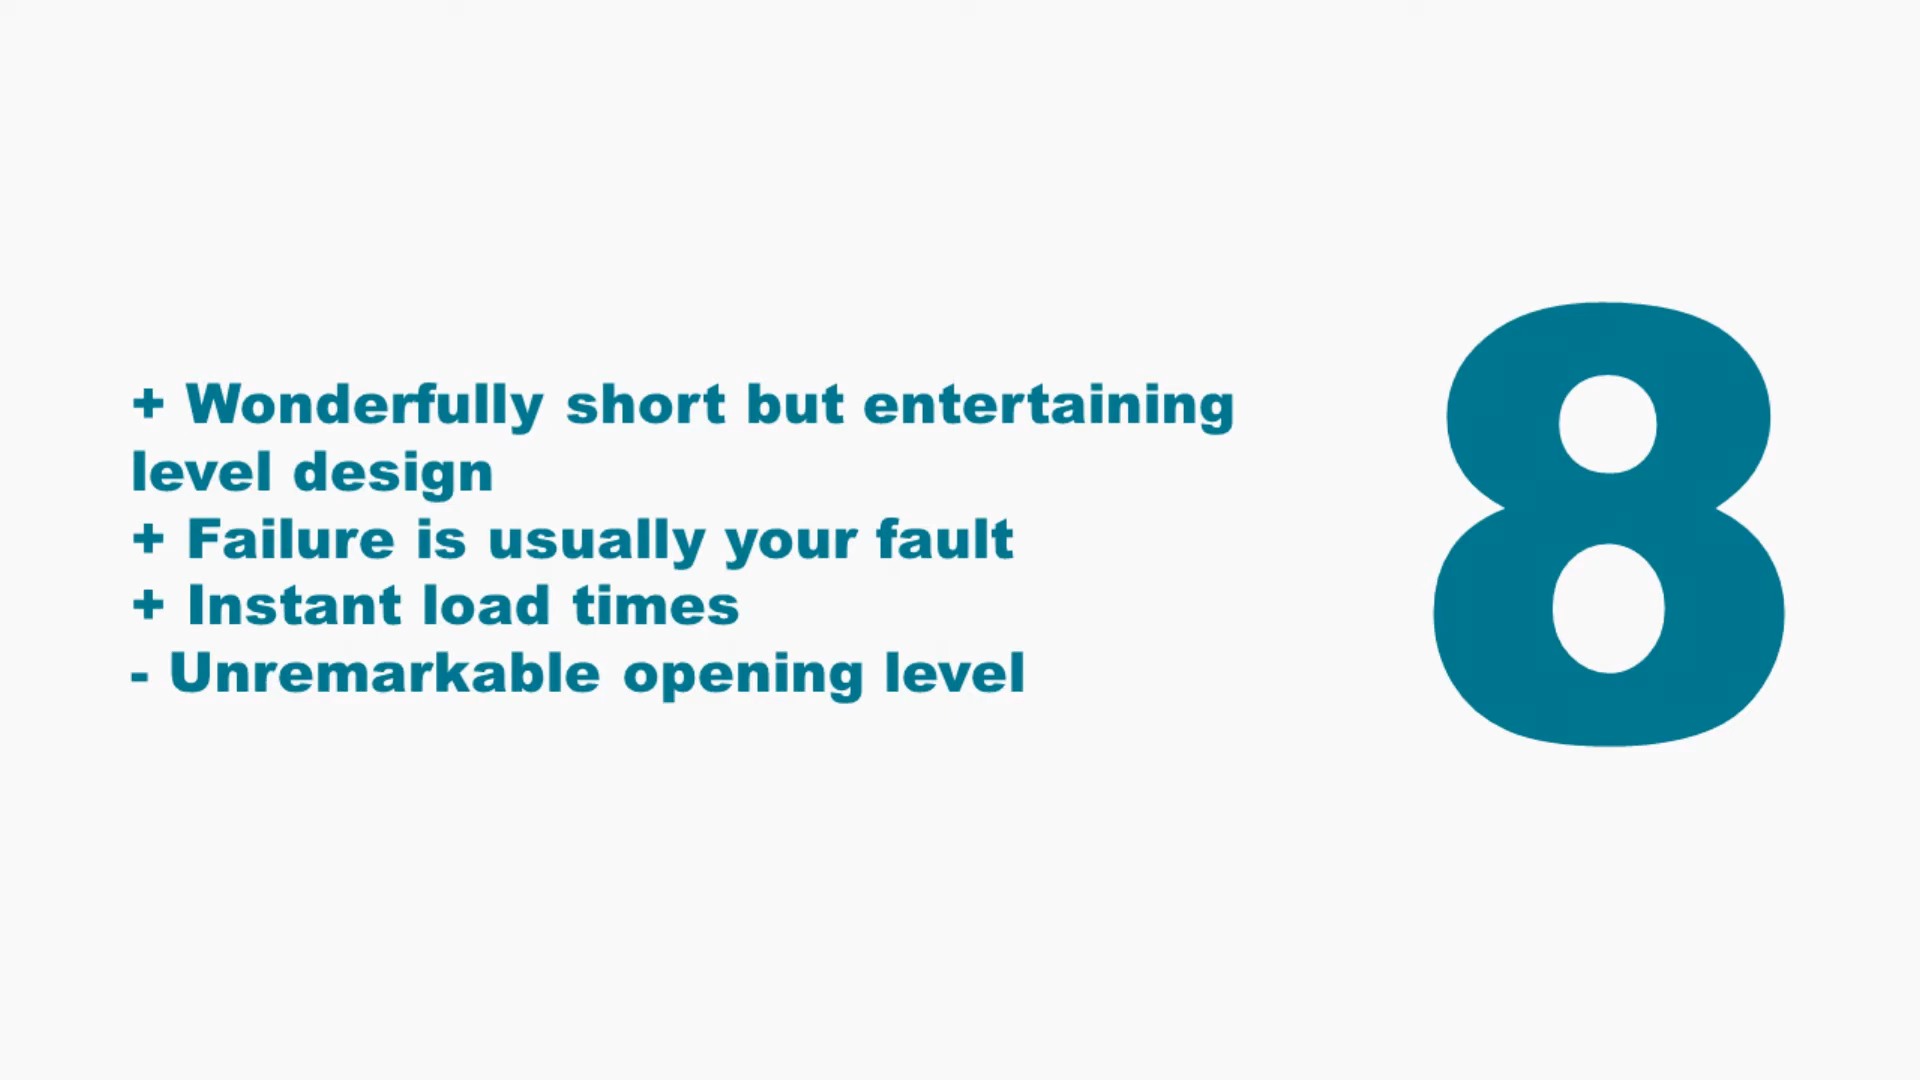 + Wonderfully short but entertaining
level design
+ Failure is usually your fault
+ Instant load times
- Unremarkable opening level
8